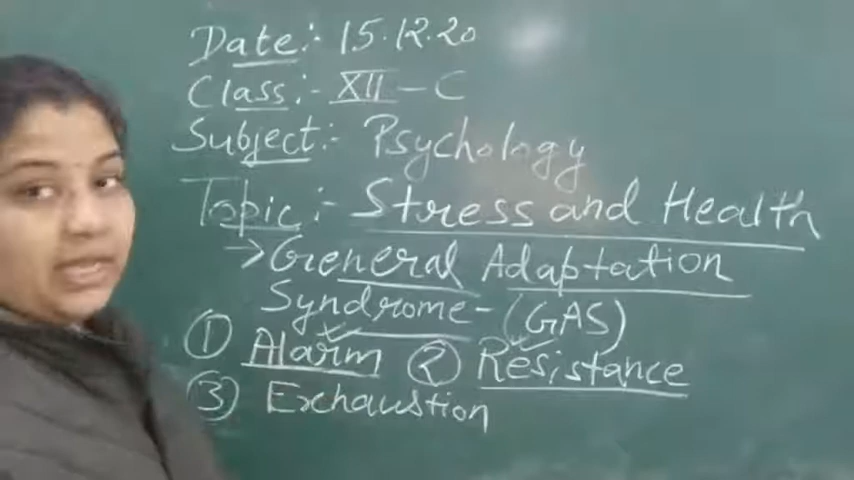 Date:- 15.12.20
Class:- XII - C
Subject:- Psychology
Topic:- Stress and Health
→ General Adaptation
Syndrome - (GAS)
① Alarm ② Resistance
③ Exhaustion